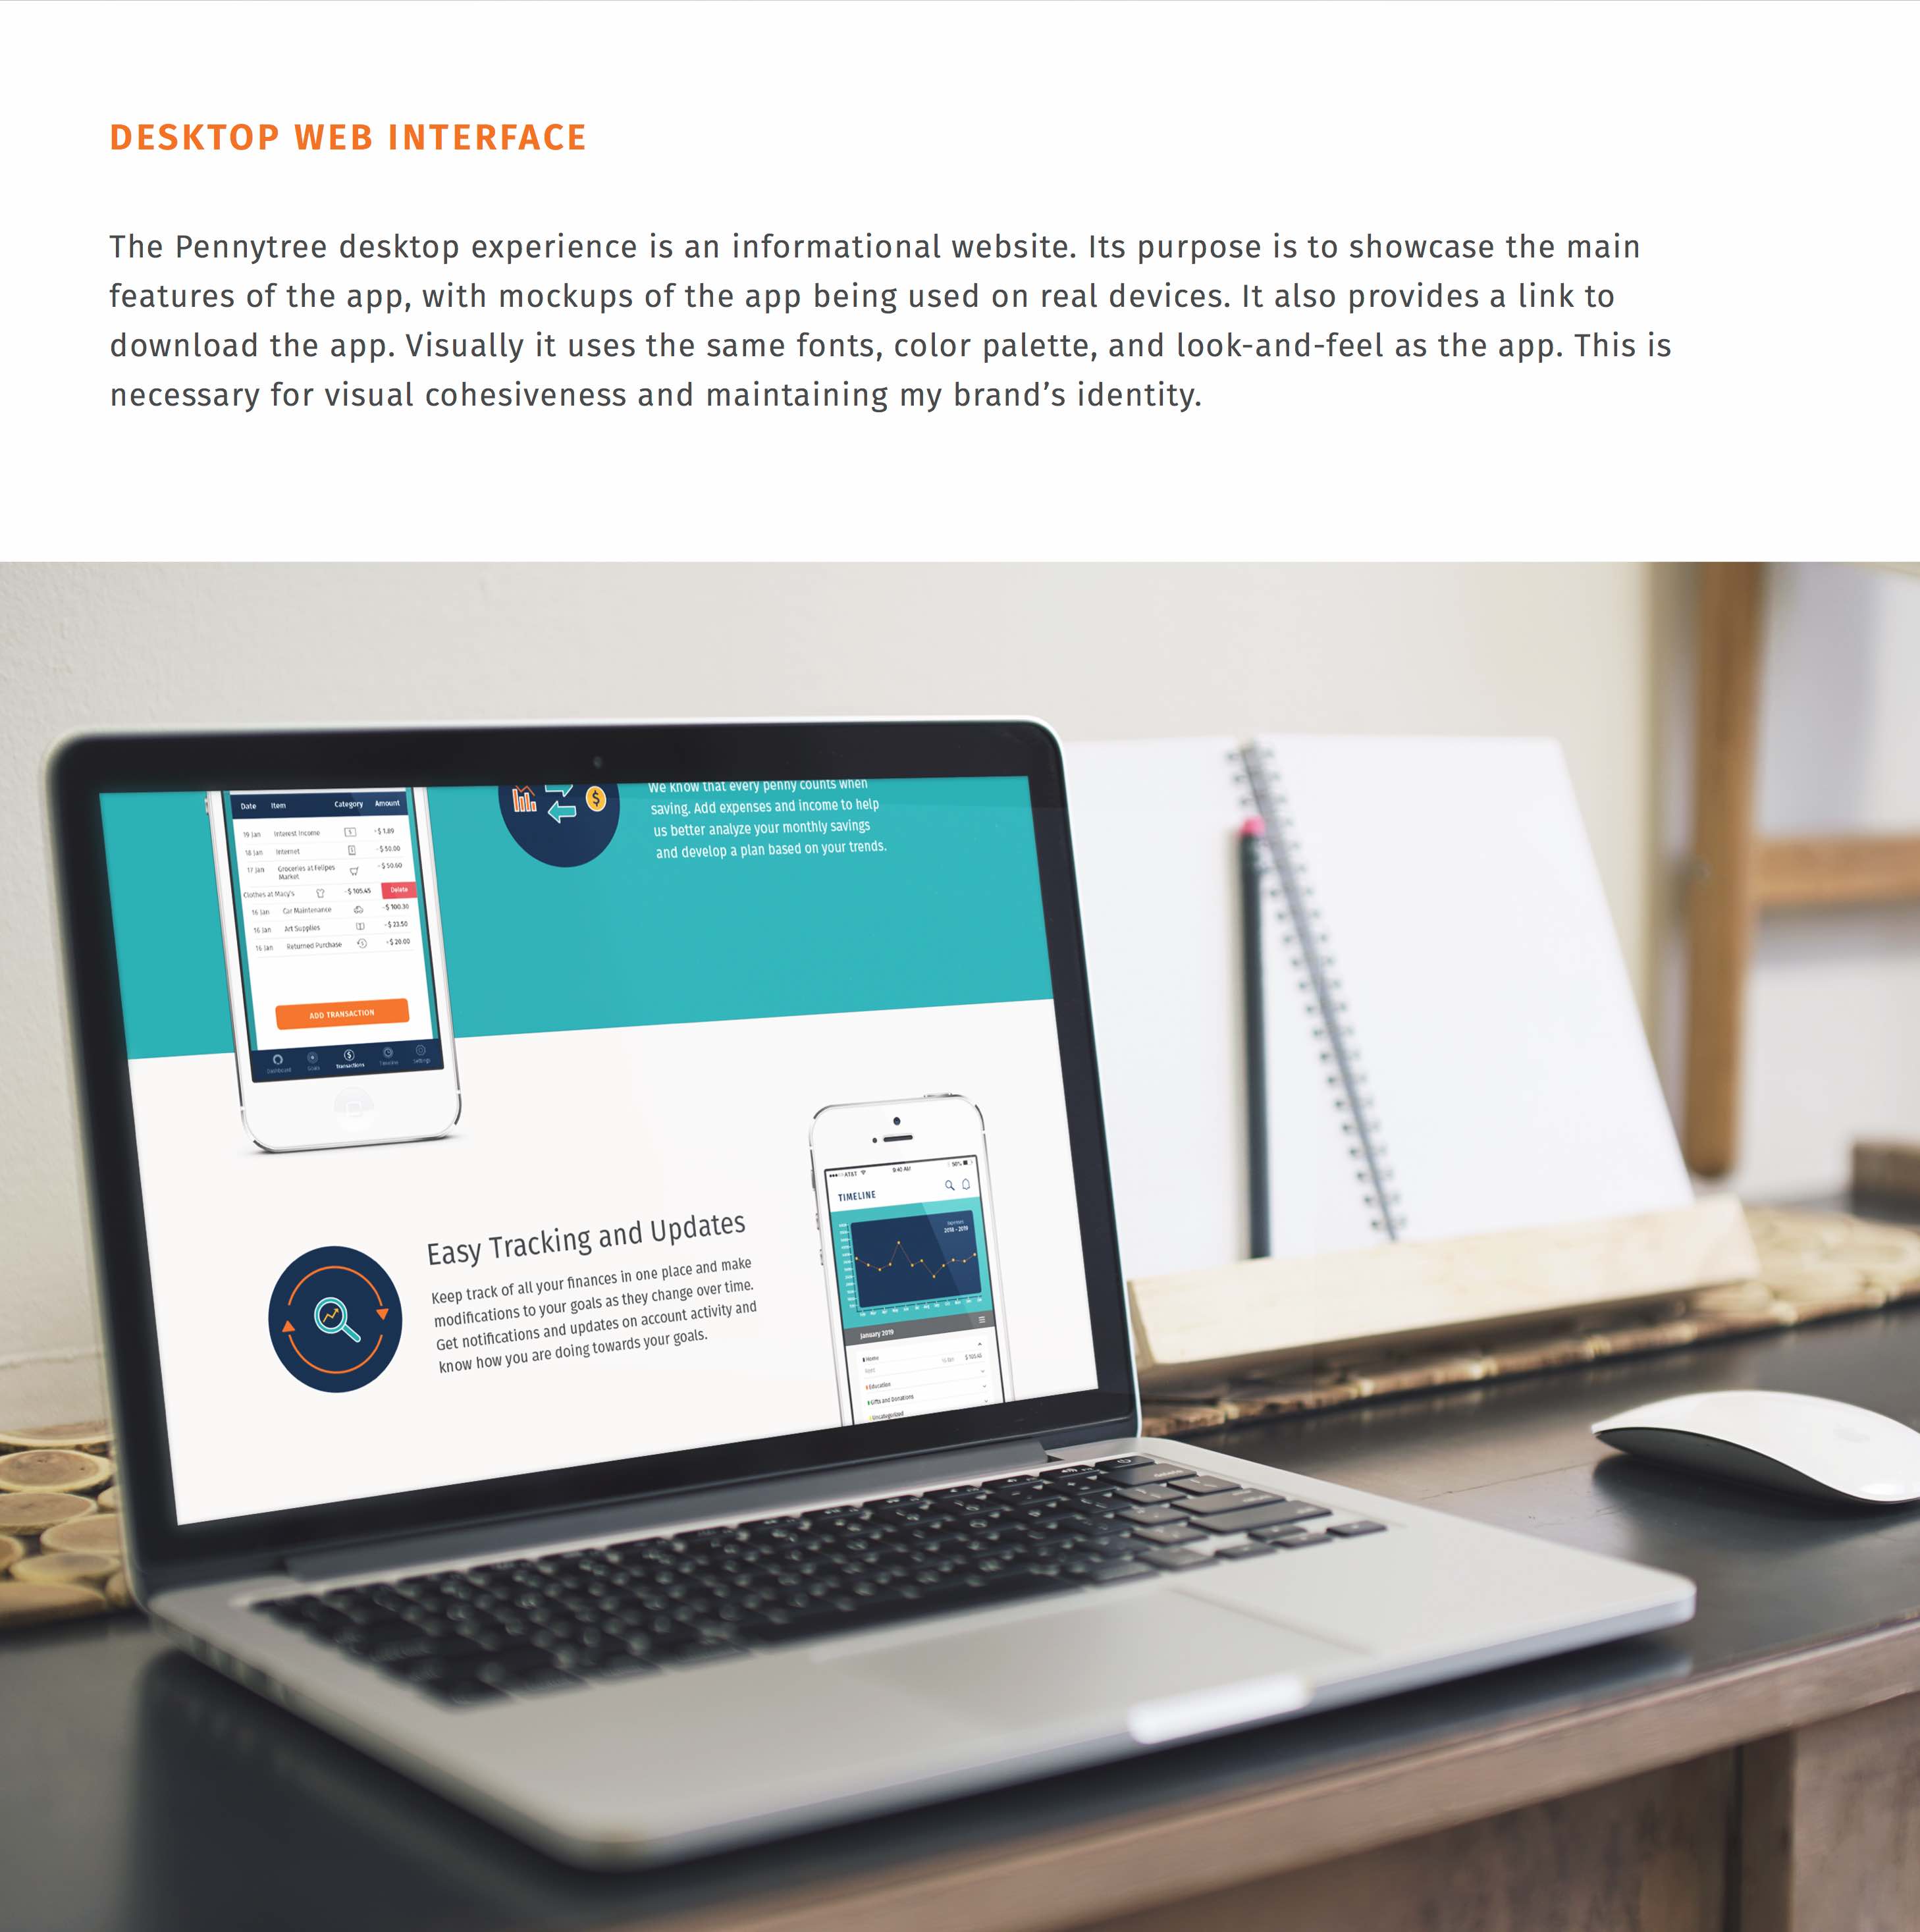 DESKTOP WEB INTERFACE
The Pennytree desktop experience is an informational website. Its purpose is to showcase the main
features of the app, with mockups of the app being used on real devices. It also provides a link to
download the app. Visually it uses the same fonts, color palette, and look-and-feel as the app. This is
necessary for visual cohesiveness and maintaining my brand’s identity.
Date Item Category Amount
19 Jan Interest Income -$ 1.89
18 Jan Internet -$ 50.00
17 Jan Groceries at Felipes -$ 50.60
Market
Clothes at Macy's -$ 105.45 Delete
16 Jan Car Maintenance -$ 100.30
16 Jan Art Supplies -$ 23.50
16 Jan Returned Purchase +$ 20.00
ADD TRANSACTION
Dashboard Goals Transactions Timeline Settings
$
We know that every penny counts when
saving. Add expenses and income to help
us better analyze your monthly savings
and develop a plan based on your trends.
Easy Tracking and Updates
Keep track of all your finances in one place and make
modifications to your goals as they change over time.
Get notifications and updates on account activity and
know how you are doing towards your goals.
AT&T 9:40 AM 50%
TIMELINE
2018 - 2019
January 2019
Home
$ 105.45
Education
Gifts and Donations
Uncategorized